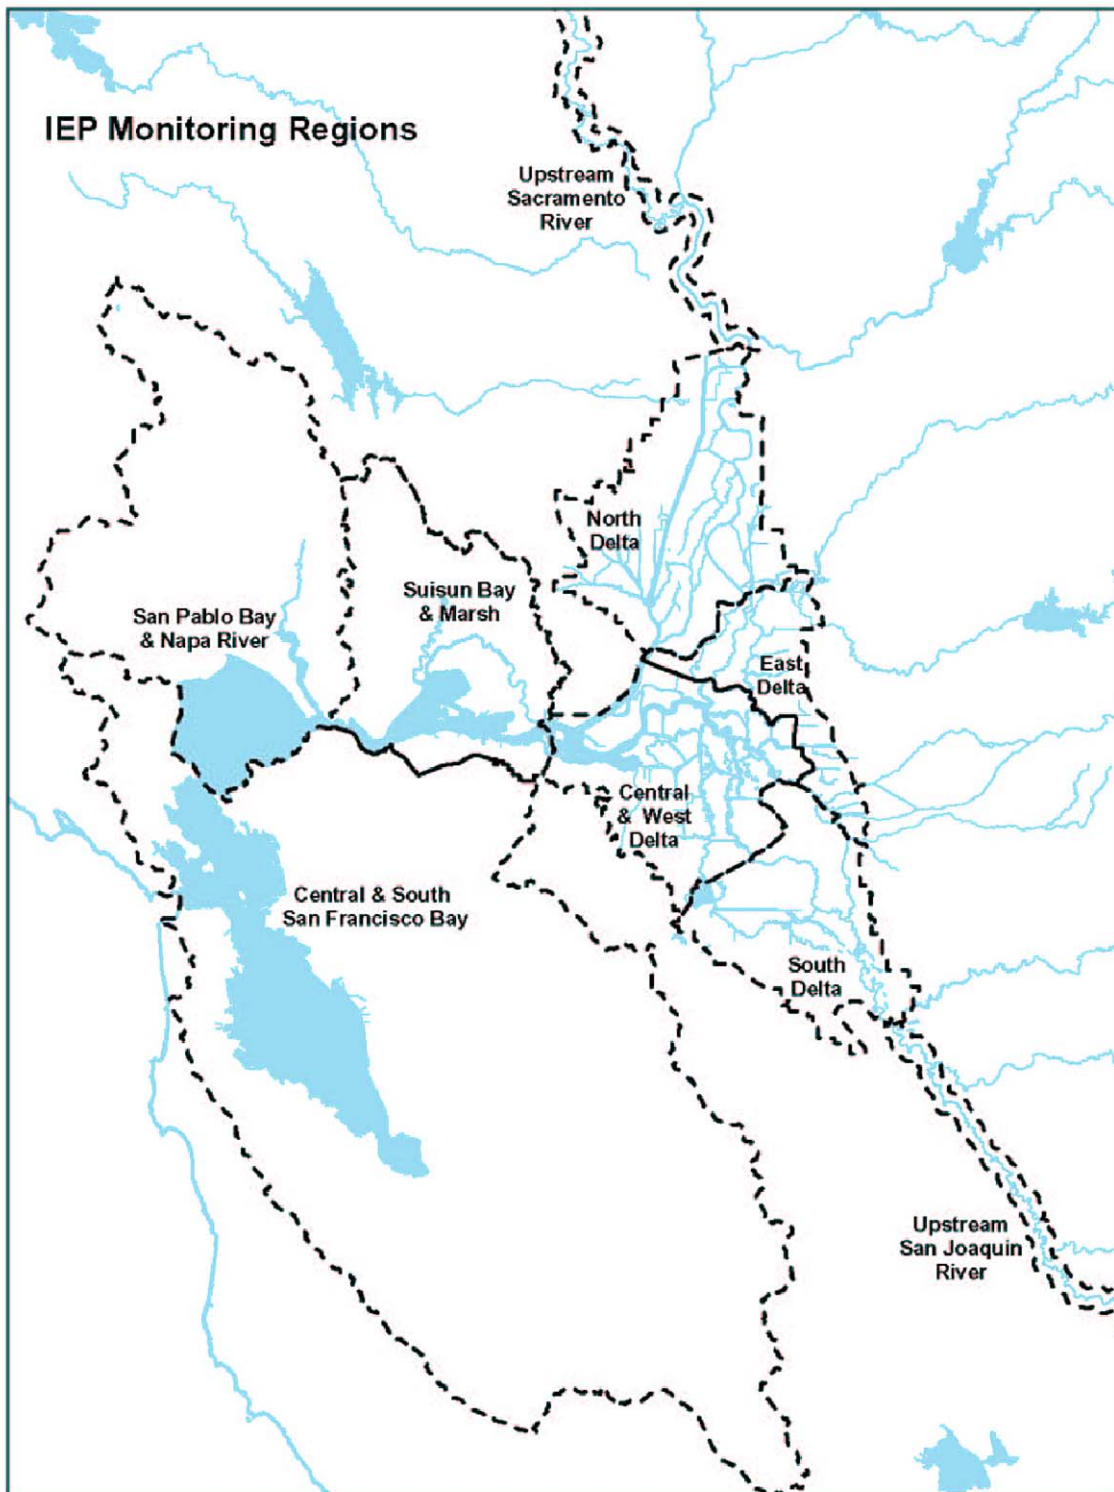 IEP Monitoring Regions
Upstream
Sacramento
River
North
Delta
Suisun Bay
& Marsh
San Pablo Bay
& Napa River
East
Delta
Central
& West
Delta
Central & South
San Francisco Bay
South
Delta
Upstream
San Joaquin
River